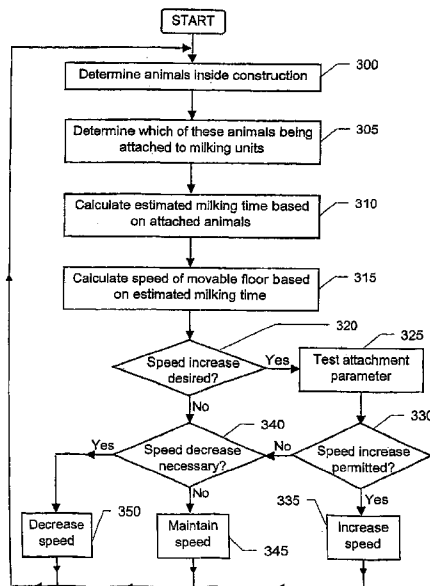 START
Determine animals inside construction
300
Determine which of these animals being
attached to milking units
305
Calculate estimated milking time based
on attached animals
310
Calculate speed of movable floor based
on estimated milking time
315
320
325
Speed increase
desired?
Yes
Test attachment
parameter
No
340
330
Yes
Speed decrease
necessary?
No
Speed increase
permitted?
No
335
Yes
Decrease
speed
350
Maintain
speed
345
Increase
speed